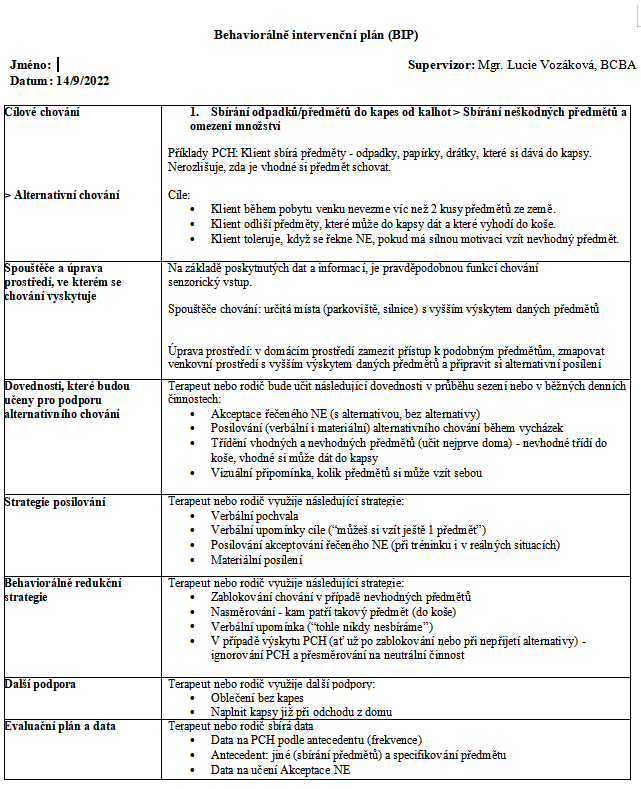 Behaviorálně intervenční plán (BIP)
Jméno:
Supervizor: Mgr. Lucie Vozáková, BCBA
Datum: 14/9/2022
Cílové chování
1. Sbírání odpadků/předmětů do kapes od kalhot > Sbírání neškodných předmětů a
omezení množství
Příklady PCH: Klient sbírá předměty - odpadky, papírky, drátky, které si dává do kapsy.
Nerozlišuje, zda je vhodné si předmět schovat.
> Alternativní chování
Cíle:
• Klient během pobytu venku nevezme víc než 2 kusy předmětů ze země.
• Klient odliší předměty, které může do kapsy dát a které vyhodí do koše.
• Klient toleruje, když se řekne NE, pokud má silnou motivaci vzít nevhodný předmět.
Spouštěče a úprava
prostředí, ve kterém se
chování vyskytuje
Na základě poskytnutých dat a informací, je pravděpodobnou funkcí chování
senzorický vstup.
Spouštěče chování: určitá místa (parkoviště, silnice) s vyšším výskytem daných předmětů
Úprava prostředí: v domácím prostředí zamezit přístup k podobným předmětům, zmapovat
venkovní prostředí s vyšším výskytem daných předmětů a připravit si alternativní posílení
Dovednosti, které budou
učeny pro podporu
alternativního chování
Terapeut nebo rodič bude učit následující dovednosti v průběhu sezení nebo v běžných denních
činnostech:
• Akceptace řečeného NE (s alternativou, bez alternativy)
• Posilování (verbální i materiální) alternativního chování během vycházek
• Třídění vhodných a nevhodných předmětů (učit nejprve doma) - nevhodné třídí do
koše, vhodné si může dát do kapsy
• Vizuální připomínka, kolik předmětů si může vzít sebou
Strategie posilování
Terapeut nebo rodič využije následující strategie:
• Verbální pochvala
• Verbální upomínky cíle (“můžeš si vzít ještě 1 předmět”)
• Posilování akceptování řečeného NE (při tréninku i v reálných situacích)
• Materiální posílení
Behaviorálně redukční
strategie
Terapeut nebo rodič využije následující strategie:
• Zablokování chování v případě nevhodných předmětů
• Nasměrování - kam patří takový předmět (do koše)
• Verbální upomínka (“tohle nikdy nesbíráme”)
• V případě výskytu PCH (ať už po zablokování nebo při nepřijetí alternativy) -
ignorování PCH a přesměrování na neutrální činnost
Další podpora
Terapeut nebo rodič využije další podpory:
• Oblečení bez kapes
• Naplnit kapsy již při odchodu z domu
Evaluační plán a data
Terapeut nebo rodič sbírá data
• Data na PCH podle antecedentu (frekvence)
• Antecedent: jiné (sbírání předmětů) a specifikování předmětu
• Data na učení Akceptace NE